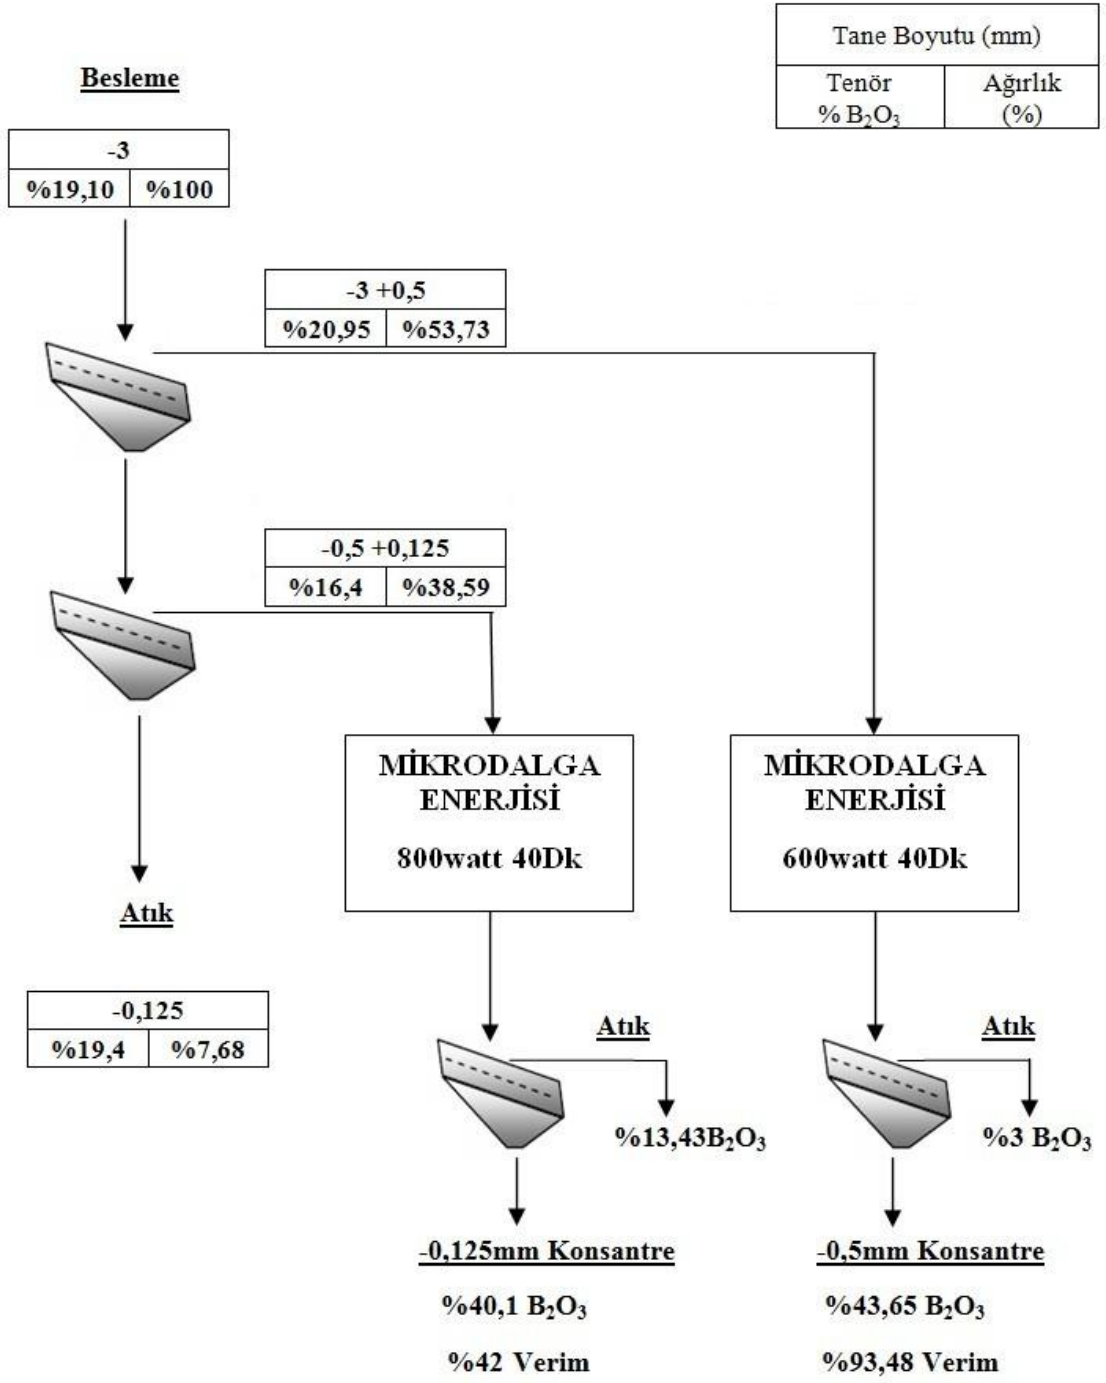 Tane Boyutu (mm)
Tenör
% B₂O₃
Ağırlık
(%)
Besleme
-3
%19,10 %100
-3 +0,5
%20,95 %53,73
-0,5 +0,125
%16,4 %38,59
MİKRODALGA
ENERJİSİ
800watt 40Dk
MİKRODALGA
ENERJİSİ
600watt 40Dk
Atık
-0,125
%19,4 %7,68
Atık
%13,43B₂O₃
Atık
%3 B₂O₃
-0,125mm Konsantre
%40,1 B₂O₃
%42 Verim
-0,5mm Konsantre
%43,65 B₂O₃
%93,48 Verim